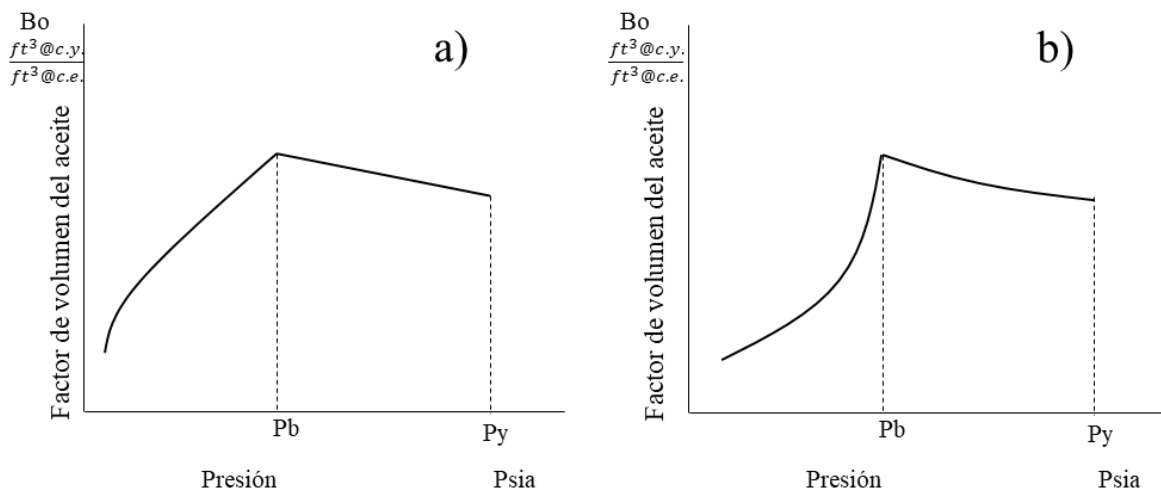 Bo
ft³@c.y.
ft³@c.e.
Factor de volumen del aceite
a)
Pb
Py
Presión
Psia
Bo
ft³@c.y.
ft³@c.e.
Factor de volumen del aceite
b)
Pb
Py
Presión
Psia